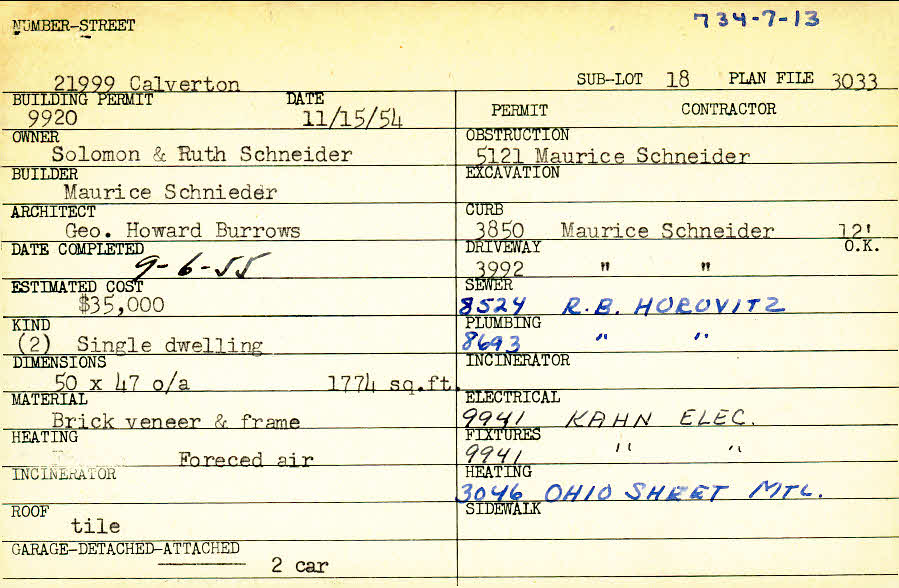 NUMBER-STREET
734-7-13
21999 Calverton
SUB-LOT 18 PLAN FILE 3033
BUILDING PERMIT DATE
9920 11/15/54
OWNER
Solomon & Ruth Schneider
BUILDER
Maurice Schnieder
ARCHITECT
Geo. Howard Burrows
DATE COMPLETED
9-6-55
ESTIMATED COST
$35,000
KIND
(2) Single dwelling
DIMENSIONS
50 x 47 o/a 1774 sq.ft.
MATERIAL
Brick veneer & frame
HEATING
Foreced air
INCINERATOR
ROOF
tile
GARAGE-DETACHED-ATTACHED
2 car
PERMIT CONTRACTOR
OBSTRUCTION
5121 Maurice Schneider
EXCAVATION
CURB
3850 Maurice Schneider 12'
DRIVEWAY O.K.
3992 " "
SEWER
8524 R.B. HOROVITZ
PLUMBING
8693 " "
INCINERATOR
ELECTRICAL
9941 KAHN ELEC.
FIXTURES
9941 " "
HEATING
3046 OHIO SHEET MTL.
SIDEWALK